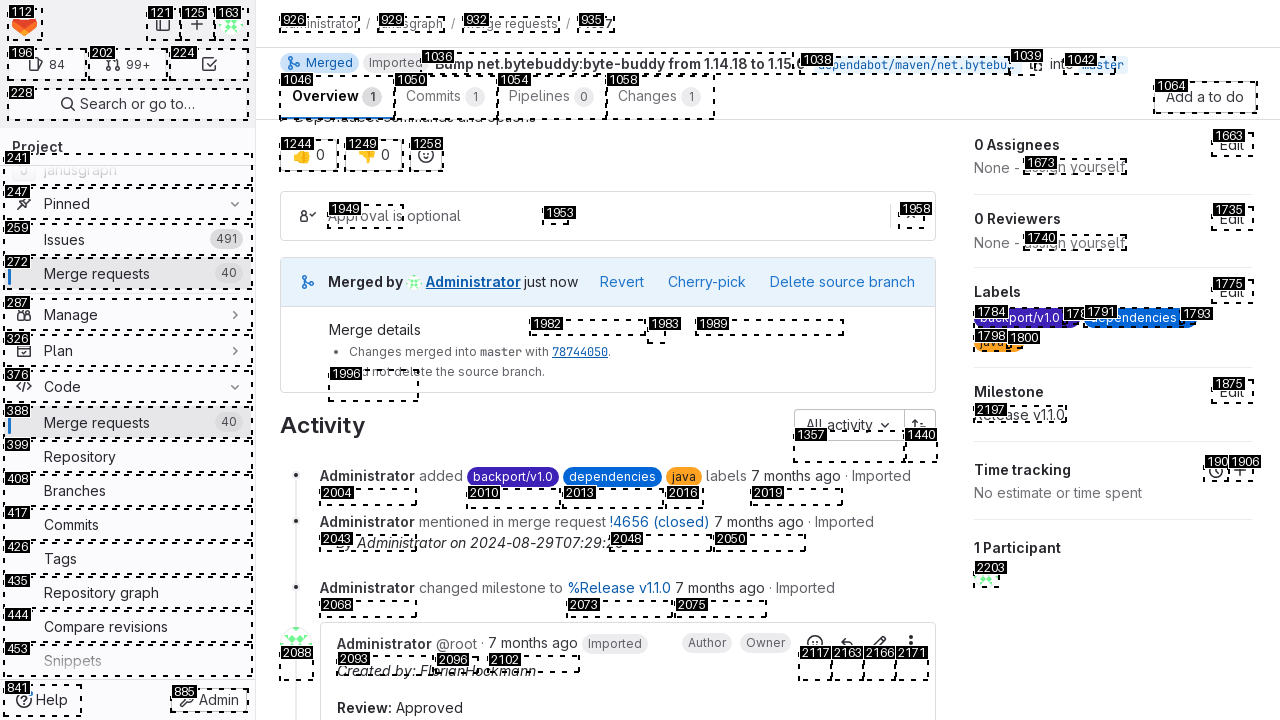 112
121
125
163
196
84
202
99+
224
228
Search or go to…
Project
241
janusgraph
247
Pinned
259
Issues
491
272
Merge requests
40
287
Manage
326
Plan
376
Code
388
Merge requests
40
399
Repository
408
Branches
417
Commits
426
Tags
435
Repository graph
444
Compare revisions
453
Snippets
841
Help
885
Admin
926
929
932
935
Administrator / janusgraph / Merge requests /
Merged
Imported
1036
Bump net.bytebuddy:byte-buddy from 1.14.18 to 1.15.0
1038
dependabot/maven/net.bytebu…
1039
into
1042
master
1046
Overview 1
1050
Commits 1
1054
Pipelines 0
1058
Changes 1
1064
Add a to do
Dependabot commands and options
1244
👍 0
1249
👎 0
1258
1949
Approval is optional
1953
1958
Merged by Administrator just now
Revert
Cherry-pick
Delete source branch
Merge details
1982
1983
1989
Changes merged into master with 78744050.
1996
not delete the source branch.
Activity
All activity
1357
1440
Administrator added backport/v1.0 dependencies java labels 7 months ago · Imported
2004
2010
2013
2016
2019
Administrator mentioned in merge request !4656 (closed) 7 months ago · Imported
2043
By Administrator on 2024-08-29T07:29:26
2048
2050
Administrator changed milestone to %Release v1.1.0 7 months ago · Imported
2068
2073
2075
Administrator @root · 7 months ago Imported
Author
Owner
2088
2093
2096
2102
2117
2163
2166
2171
Created by: FlorianHockmann
Review: Approved
0 Assignees
1663
Edit
None - assign yourself
1673
0 Reviewers
1735
Edit
None - assign yourself
1740
Labels
1775
Edit
1784
backport/v1.0
1791
dependencies
1793
1798
java
1800
Milestone
1875
Edit
2197
Release v1.1.0
Time tracking
1906
No estimate or time spent
1 Participant
2203